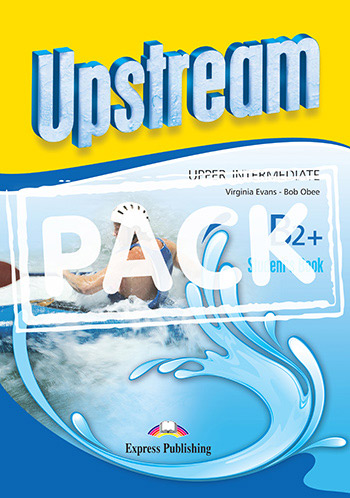 Upstream
UPPER INTERMEDIATE
Virginia Evans - Bob Obee
B2+
Student's Book
PACK
Express Publishing